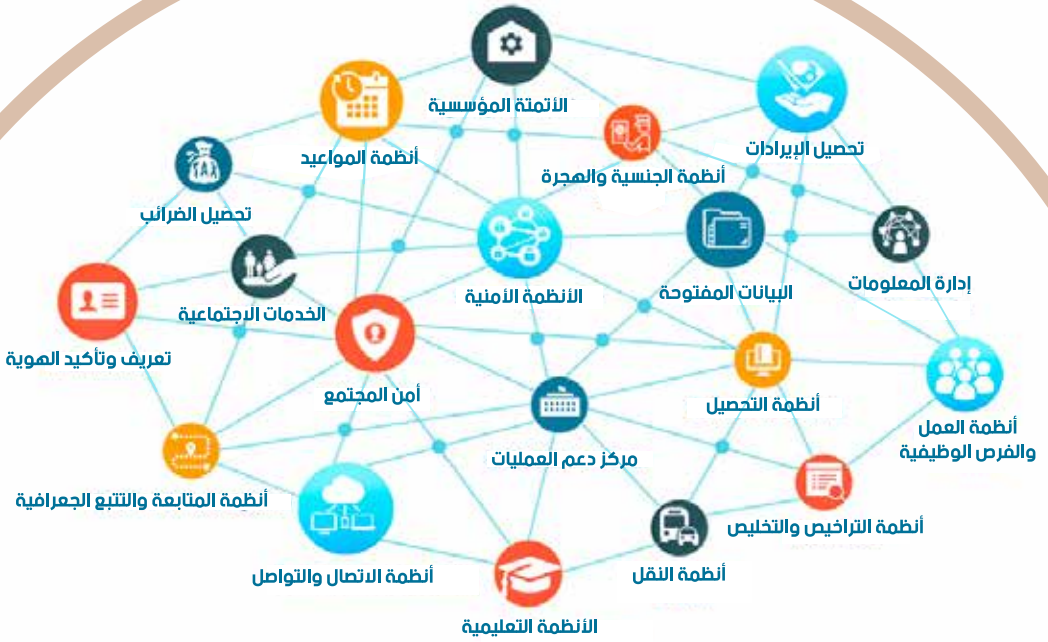 الأتمتة المؤسسية
أنظمة المواعيد
تحصيل الإيرادات
أنظمة الجنسية والهجرة
تحضيل الضرائب
إدارة المعلومات
الأنظمة الأمنية
البيانات المفتوحة
الخدمات الاجتماعية
تعريف وتأكيد الهوية
أمن المجتمع
أنظمة التحصيل
أنظمة العمل
والفرص الوظيفية
مركز دعم العمليات
أنظمة المتابعة والتتبع الجعرافية
أنظمة التراخيص والتخليص
أنظمة الاتصال والتواصل
أنظمة النقل
الأنظمة التعليمية